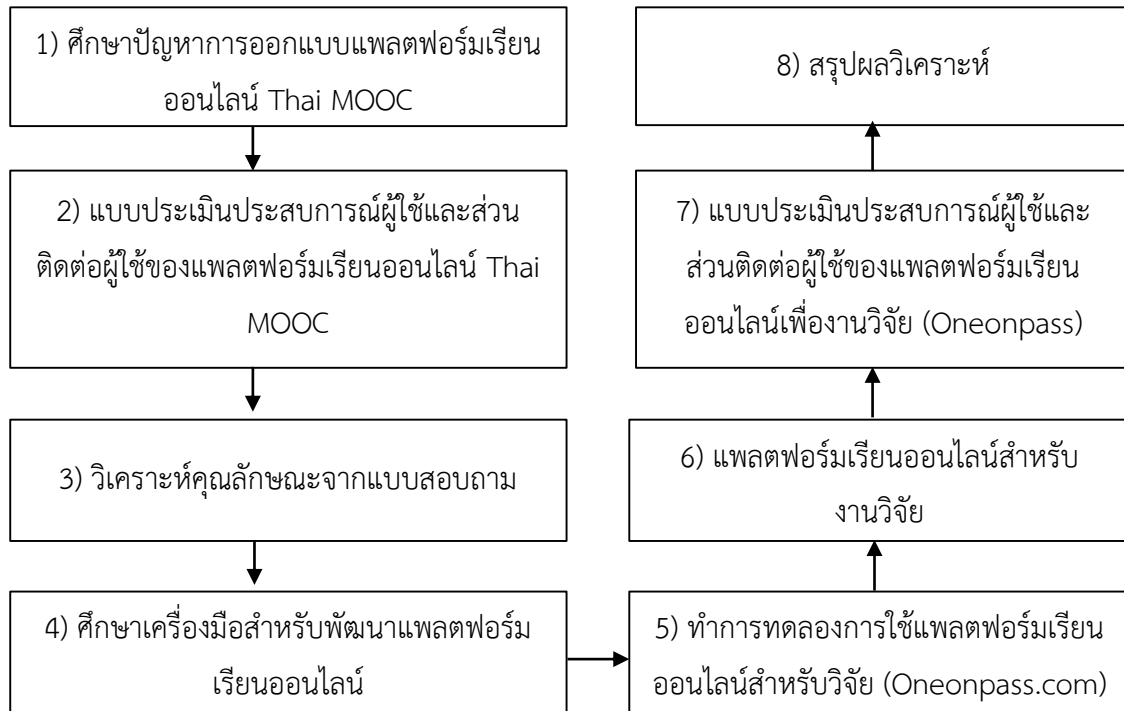 1) ศึกษาปัญหาการออกแบบแพลตฟอร์มเรียน
ออนไลน์ Thai MOOC
2) แบบประเมินประสบการณ์ผู้ใช้และส่วน
ติดต่อผู้ใช้ของแพลตฟอร์มเรียนออนไลน์ Thai
MOOC
3) วิเคราะห์คุณลักษณะจากแบบสอบถาม
4) ศึกษาเครื่องมือสำหรับพัฒนาแพลตฟอร์ม
เรียนออนไลน์
5) ทำการทดลองการใช้แพลตฟอร์มเรียน
ออนไลน์สำหรับวิจัย (Oneonpass.com)
6) แพลตฟอร์มเรียนออนไลน์สำหรับ
งานวิจัย
7) แบบประเมินประสบการณ์ผู้ใช้และ
ส่วนติดต่อผู้ใช้ของแพลตฟอร์มเรียน
ออนไลน์เพื่องานวิจัย (Oneonpass)
8) สรุปผลวิเคราะห์